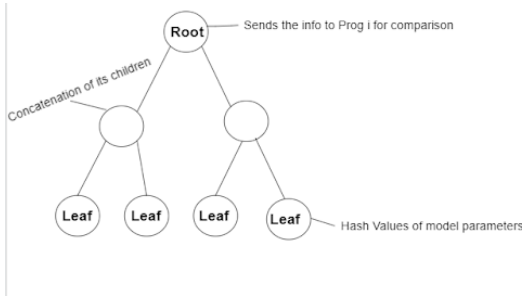 Root
Sends the info to Prog i for comparison
Concatenation of its children
Leaf
Leaf
Leaf
Leaf
Hash Values of model parameters